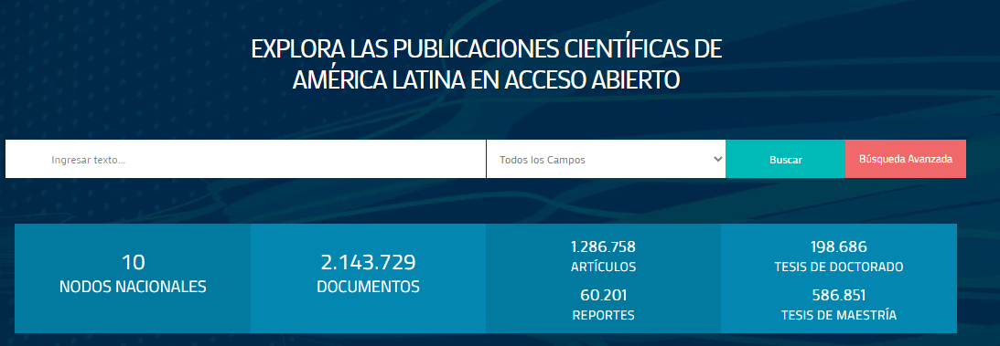 EXPLORA LAS PUBLICACIONES CIENTÍFICAS DE
AMÉRICA LATINA EN ACCESO ABIERTO
Ingresar texto...
Todos los Campos
Buscar
Búsqueda Avanzada
10
NODOS NACIONALES
2.143.729
DOCUMENTOS
1.286.758
ARTÍCULOS
60.201
REPORTES
198.686
TESIS DE DOCTORADO
586.851
TESIS DE MAESTRÍA